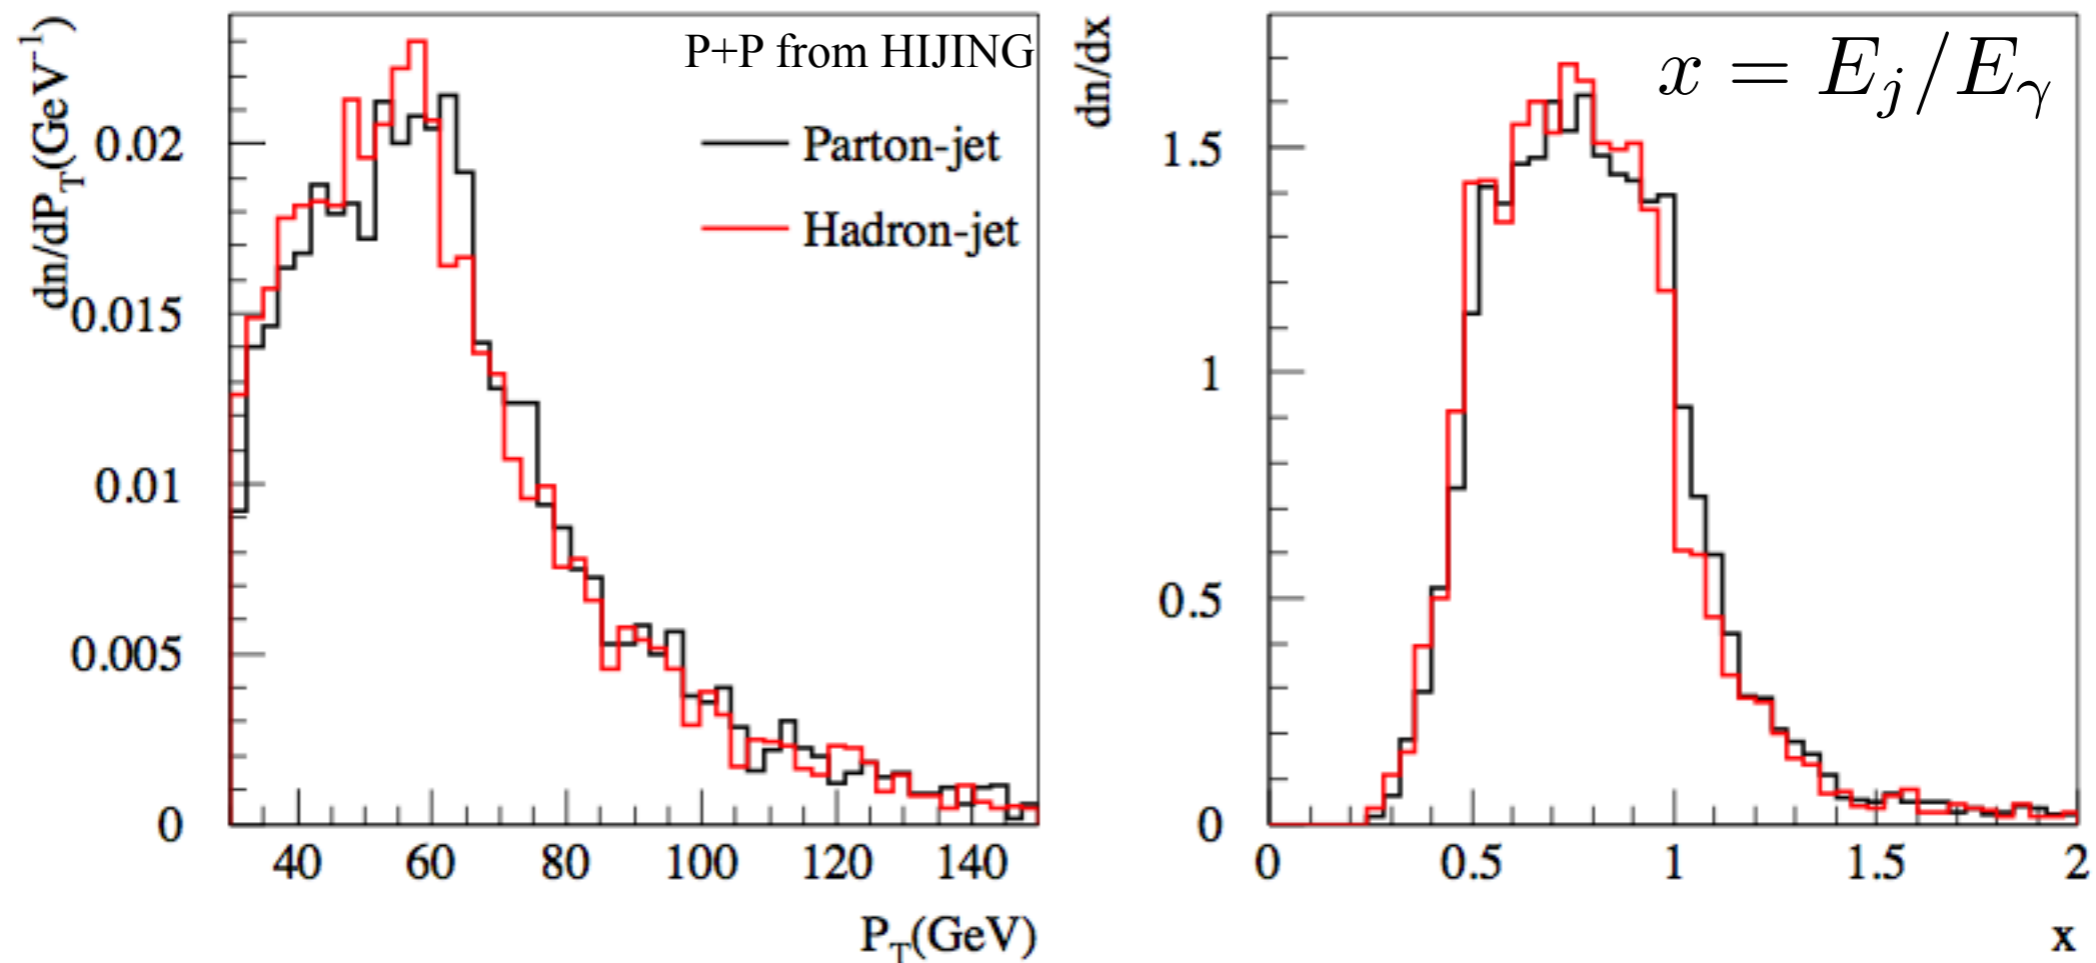 dn/dP_T(GeV^-1)
P+P from HIJING
Parton-jet
Hadron-jet
0.02
0.015
0.01
0.005
0
40 60 80 100 120 140
P_T(GeV)
dn/dx
x = E_j/E_γ
1.5
1
0.5
0
0 0.5 1 1.5 2
x